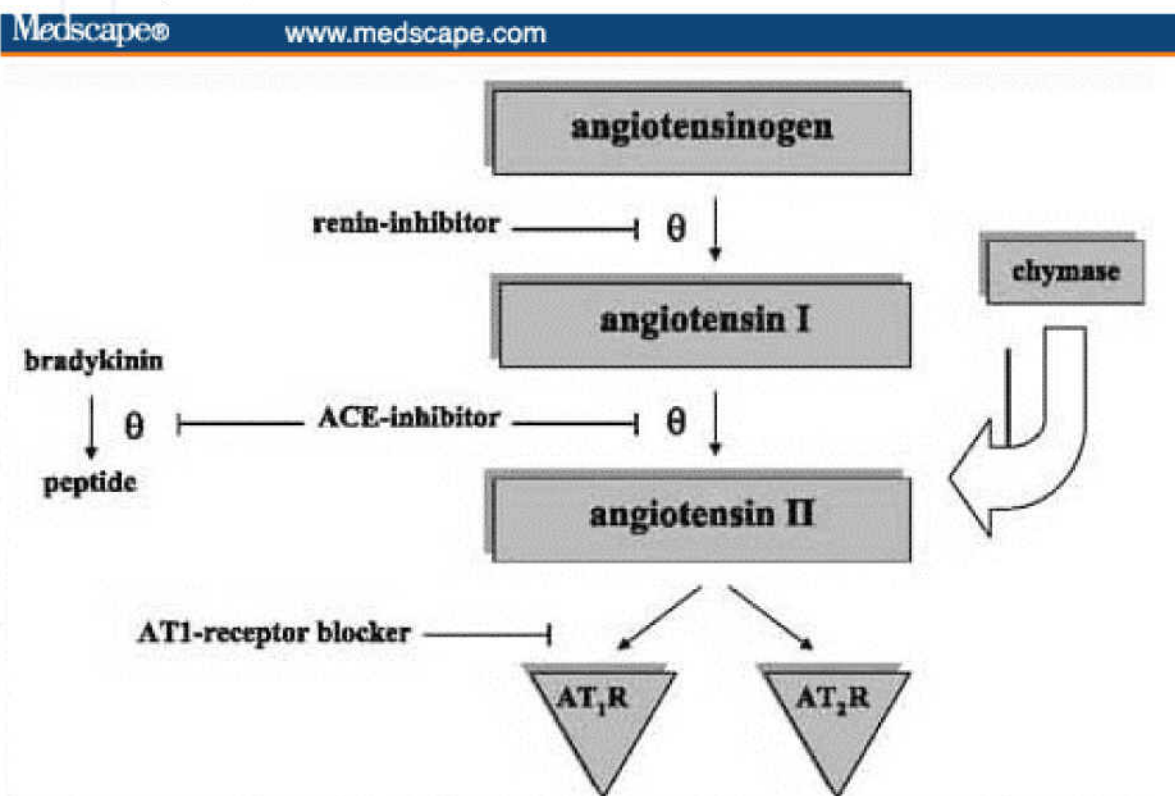 Medscape® www.medscape.com
angiotensinogen
renin-inhibitor θ
chymase
angiotensin I
bradykinin
θ ACE-inhibitor θ
peptide
angiotensin II
AT1-receptor blocker
AT₁R AT₂R